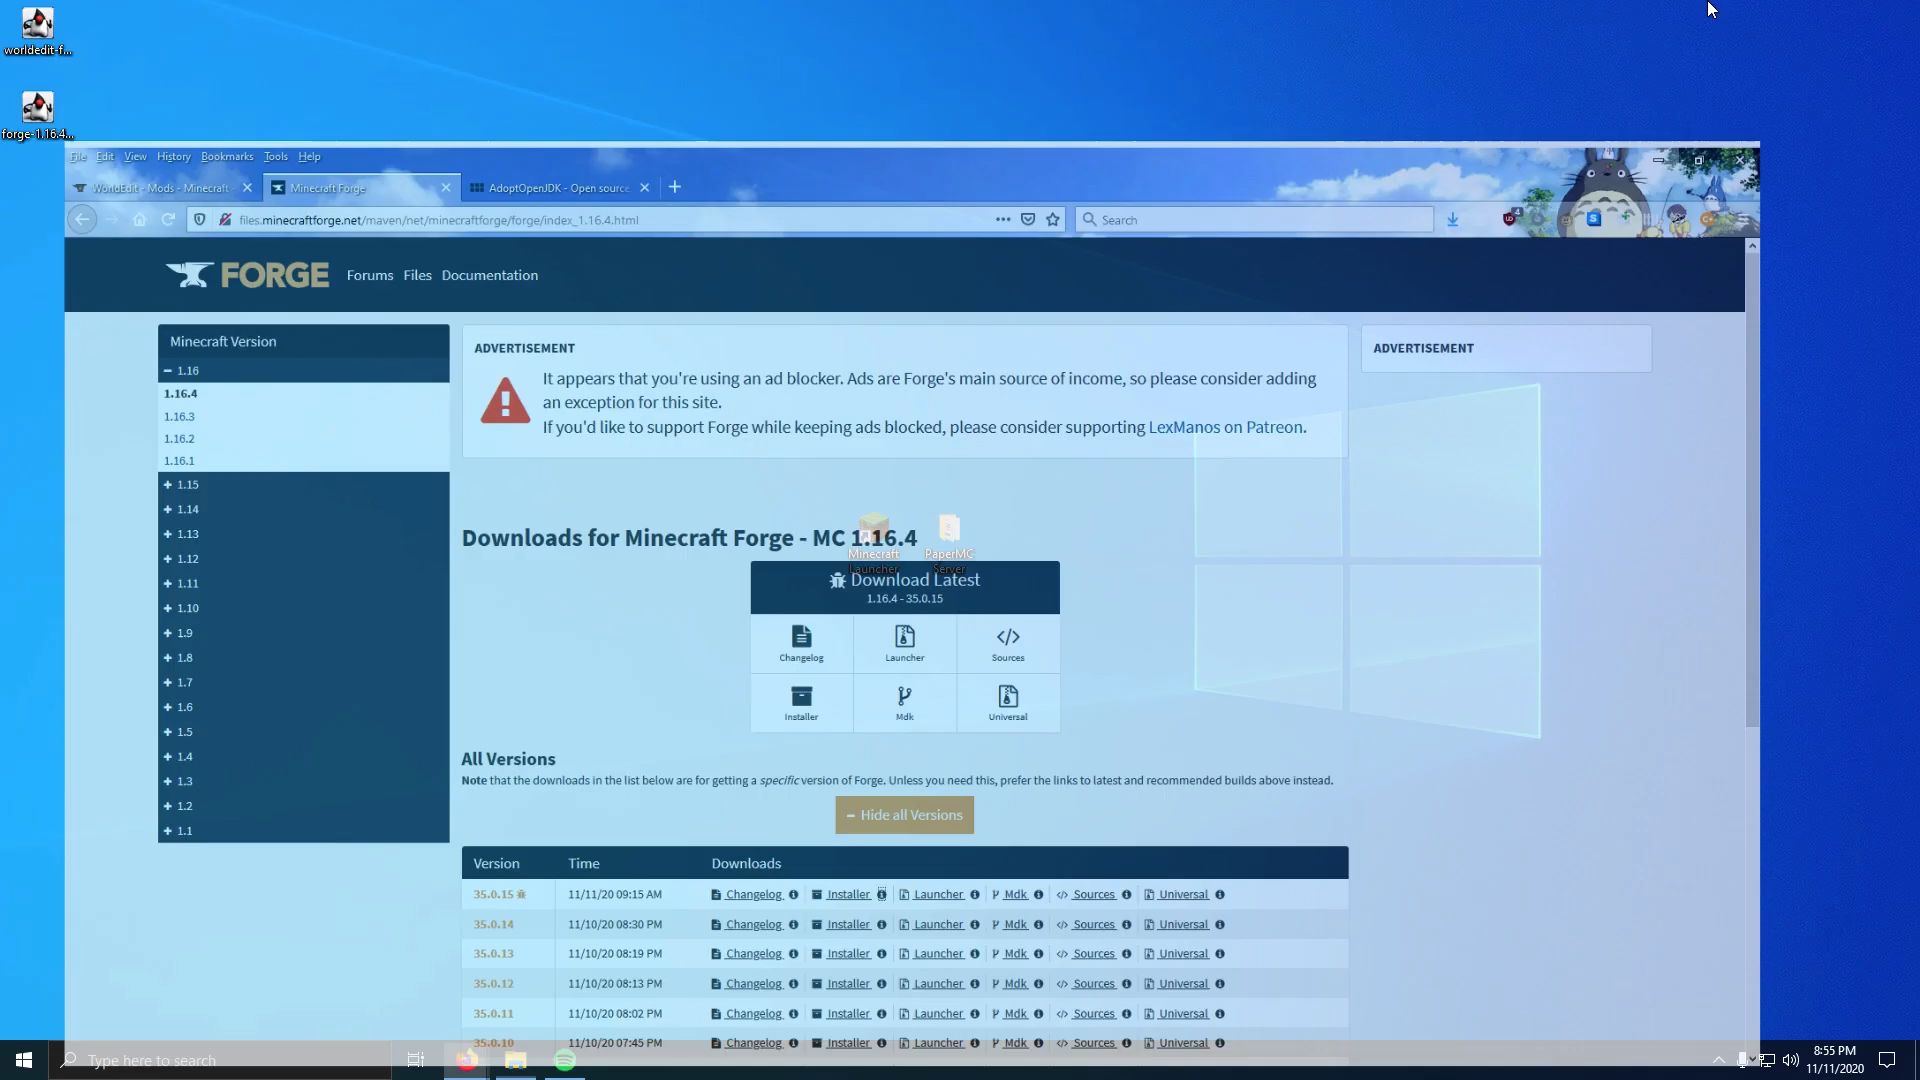 worldedit-f...
forge-1.16.4...
File Edit View History Bookmarks Tools Help
WorldEdit - Mods - Minecraft
Minecraft Forge
AdoptOpenJDK - Open source
files.minecraftforge.net/maven/net/minecraftforge/forge/index_1.16.4.html
Search
4
FORGE
Forums Files Documentation
Minecraft Version
1.16
1.16.4
1.16.3
1.16.2
1.16.1
1.15
1.14
1.13
1.12
1.11
1.10
1.9
1.8
1.7
1.6
1.5
1.4
1.3
1.2
1.1
ADVERTISEMENT
It appears that you're using an ad blocker. Ads are Forge's main source of income, so please consider adding
an exception for this site.
If you'd like to support Forge while keeping ads blocked, please consider supporting LexManos on Patreon.
ADVERTISEMENT
Downloads for Minecraft Forge - MC 1.16.4
Minecraft
Launcher
PaperMC
Server
Download Latest
1.16.4 - 35.0.15
Changelog Launcher Sources
Installer Mdk Universal
All Versions
Note that the downloads in the list below are for getting a specific version of Forge. Unless you need this, prefer the links to latest and recommended builds above instead.
Hide all Versions
Version Time Downloads
35.0.15 11/11/20 09:15 AM Changelog Installer Launcher Mdk Sources Universal
35.0.14 11/10/20 08:30 PM Changelog Installer Launcher Mdk Sources Universal
35.0.13 11/10/20 08:19 PM Changelog Installer Launcher Mdk Sources Universal
35.0.12 11/10/20 08:13 PM Changelog Installer Launcher Mdk Sources Universal
35.0.11 11/10/20 08:02 PM Changelog Installer Launcher Mdk Sources Universal
35.0.10 11/10/20 07:45 PM Changelog Installer Launcher Mdk Sources Universal
Type here to search
8:55 PM
11/11/2020